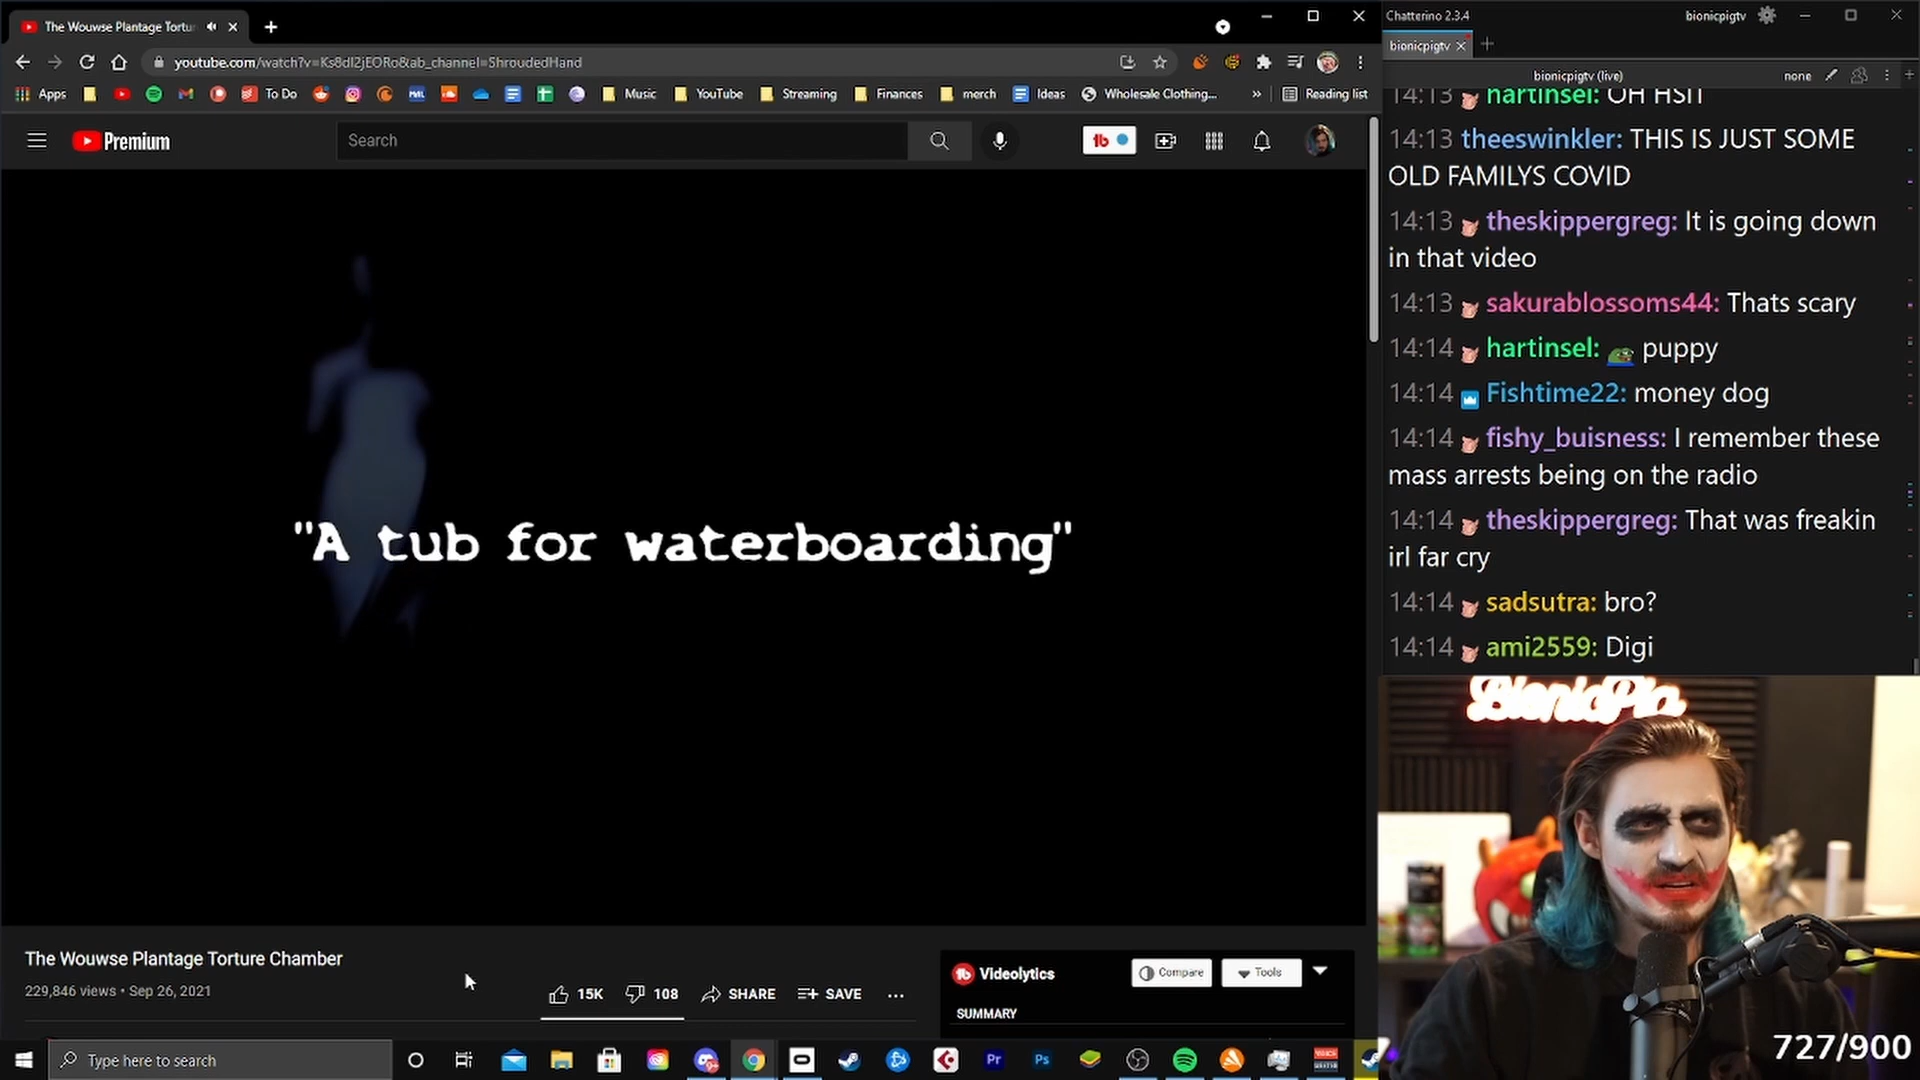 The Wouwse Plantage Tortur
youtube.com/watch?v=Ks8dI2jEORo&ab_channel=ShroudedHand
Apps
To Do
Music
YouTube
Streaming
Finances
merch
Ideas
Wholesale Clothing...
»
Reading list
Premium
Search
"A tub for waterboarding"
The Wouwse Plantage Torture Chamber
229,846 views • Sep 26, 2021
15K
108
SHARE
SAVE
Videolytics
Compare
Tools
SUMMARY
Type here to search
Chatterino 2.3.4
bionicpigtv
bionicpigtv
bionicpigtv (live)
none
14:13 hartinsel: OH HSIT
14:13 theeswinkler: THIS IS JUST SOME
OLD FAMILYS COVID
14:13 theskippergreg: It is going down
in that video
14:13 sakurablossoms44: Thats scary
14:14 hartinsel: puppy
14:14 Fishtime22: money dog
14:14 fishy_buisness: I remember these
mass arrests being on the radio
14:14 theskippergreg: That was freakin
irl far cry
14:14 sadsutra: bro?
14:14 ami2559: Digi
BionicPig
727/900
Pr
Ps